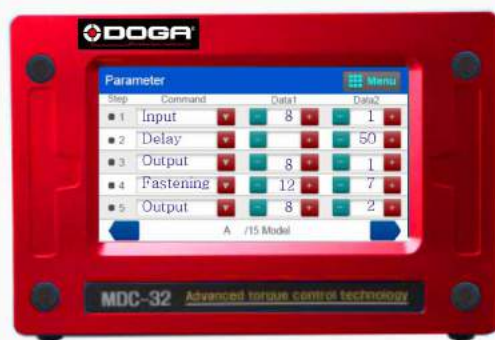 DOGA
Parameter Menu
Step Command Data1 Data2
1 Input 8 1
2 Delay 50
3 Output 8 1
4 Fastening 12 7
5 Output 8 2
A /15 Model
MDC-32 Advanced torque control technology